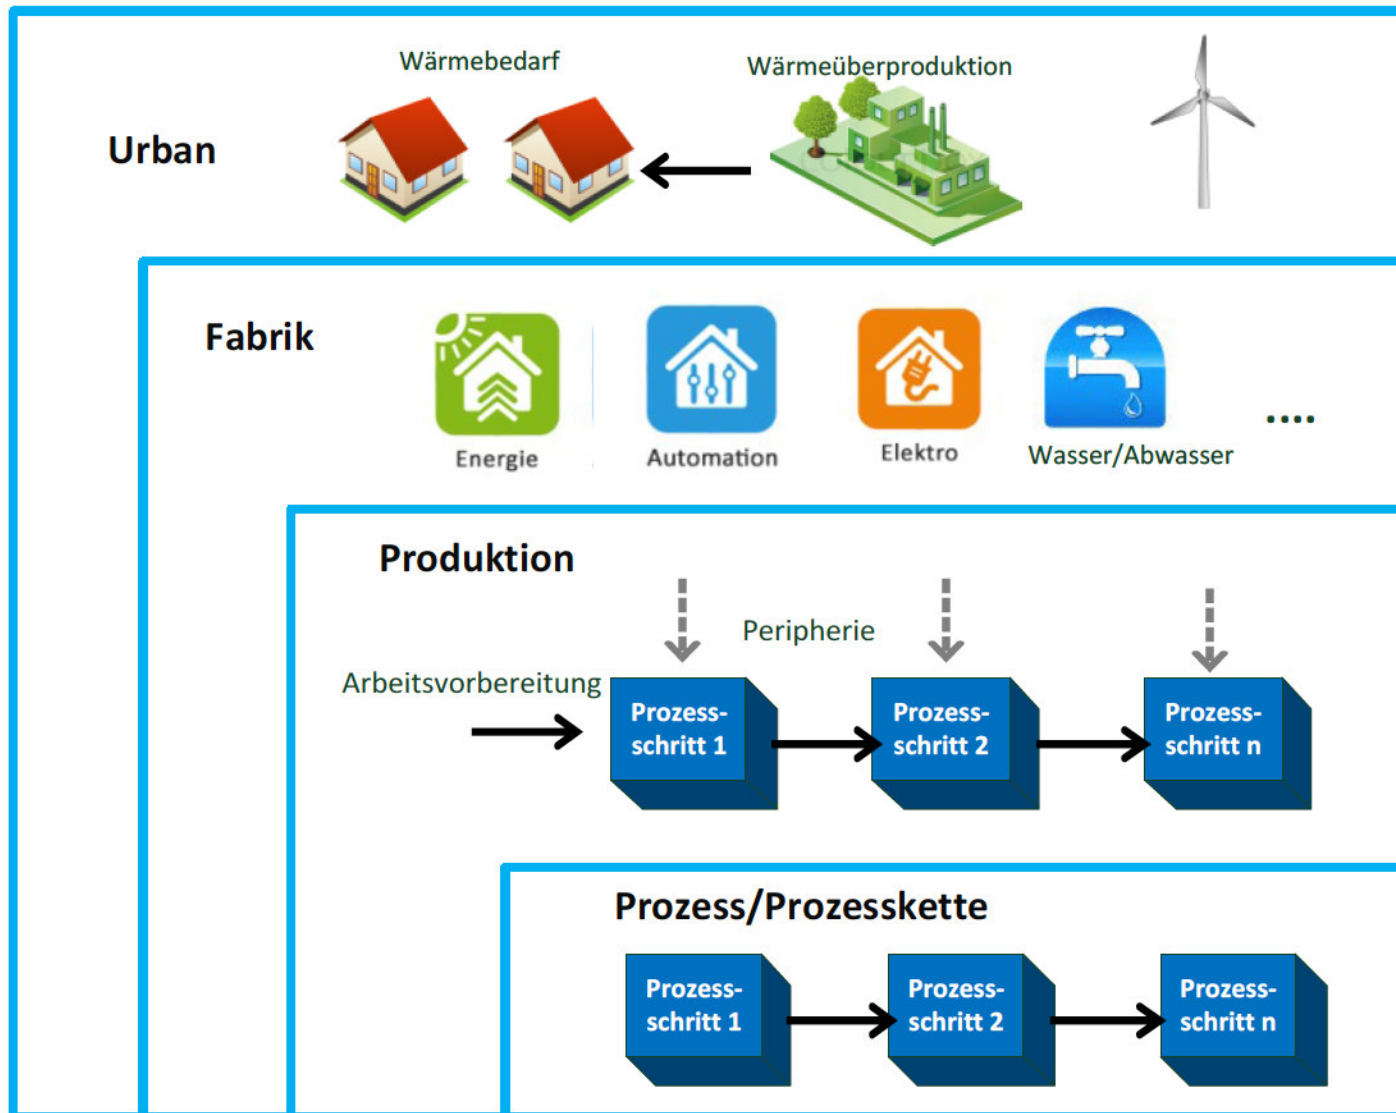 Wärmebedarf
Wärmeüberproduktion
Urban
Fabrik
....
Energie
Automation
Elektro
Wasser/Abwasser
Produktion
Peripherie
Arbeitsvorbereitung
Prozess-
schritt 1
Prozess-
schritt 2
Prozess-
schritt n
Prozess/Prozesskette
Prozess-
schritt 1
Prozess-
schritt 2
Prozess-
schritt n